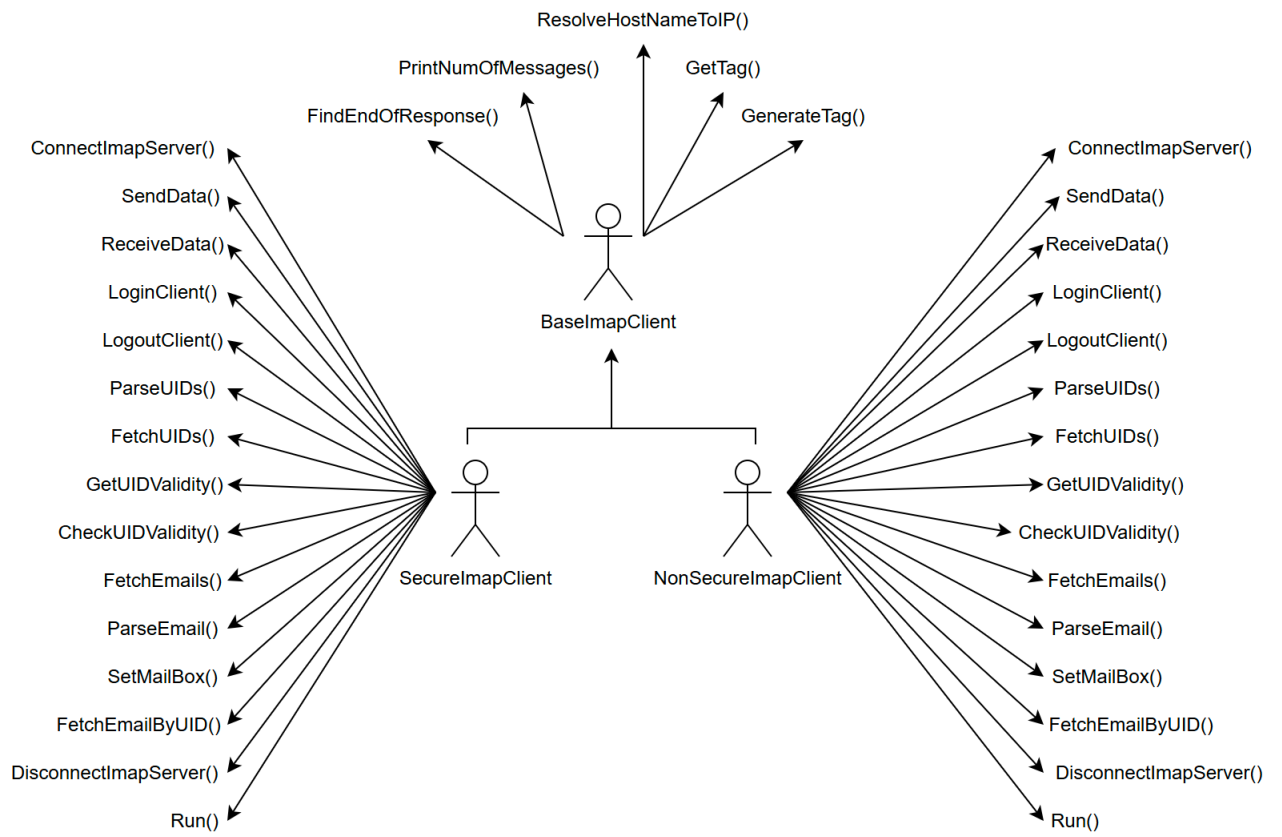 ResolveHostNameToIP()
PrintNumOfMessages()
GetTag()
FindEndOfResponse()
GenerateTag()
BaseImapClient
ConnectImapServer()
SendData()
ReceiveData()
LoginClient()
LogoutClient()
ParseUIDs()
FetchUIDs()
GetUIDValidity()
CheckUIDValidity()
FetchEmails()
ParseEmail()
SetMailBox()
FetchEmailByUID()
DisconnectImapServer()
Run()
SecureImapClient
NonSecureImapClient
ConnectImapServer()
SendData()
ReceiveData()
LoginClient()
LogoutClient()
ParseUIDs()
FetchUIDs()
GetUIDValidity()
CheckUIDValidity()
FetchEmails()
ParseEmail()
SetMailBox()
FetchEmailByUID()
DisconnectImapServer()
Run()